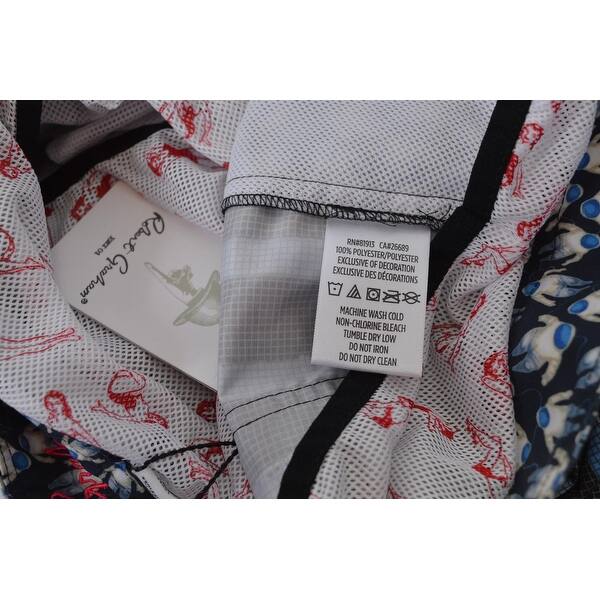 Robert Graham®
RN#81913 CA#26689
100% POLYESTER/POLYESTER
EXCLUSIVE OF DECORATION
EXCLUSIVE DES DÉCORATIONS
MACHINE WASH COLD
NON-CHLORINE BLEACH
TUMBLE DRY LOW
DO NOT IRON
DO NOT DRY CLEAN